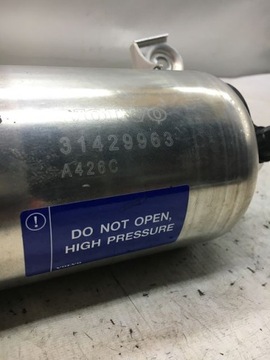 31429963
A426C
!
DO NOT OPEN,
HIGH PRESSURE